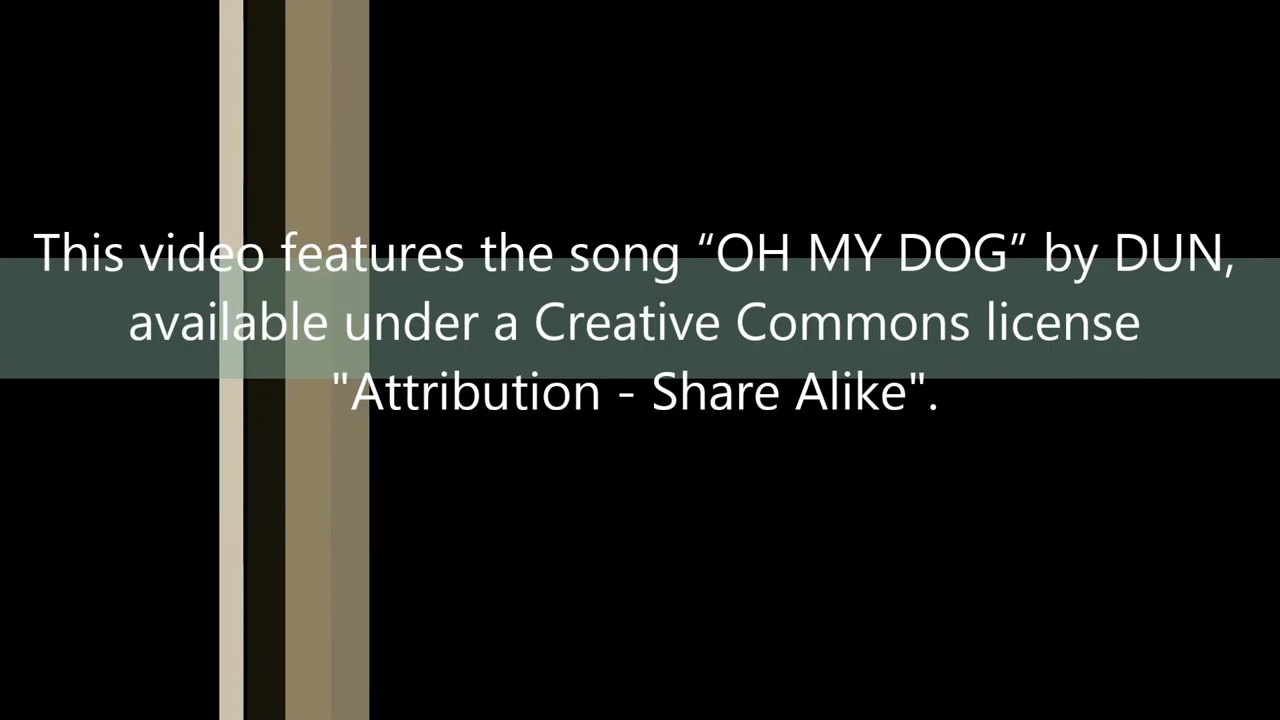 This video features the song “OH MY DOG” by DUN,
available under a Creative Commons license
"Attribution - Share Alike".